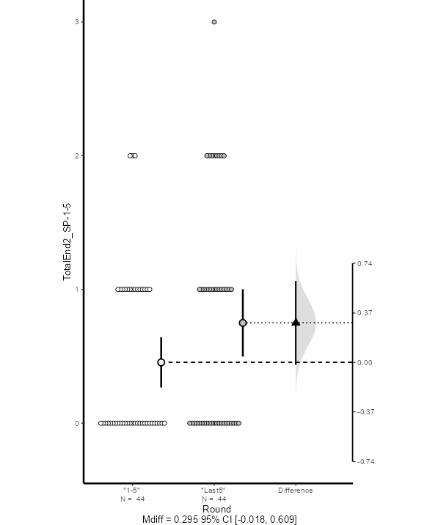 3
2
0.74
TotalEnd2_SP-1-5
0.37
1
0.00
-0.37
0
-0.74
"1-5" "Last5" Difference
N = 44 N = 44
Round
Mdiff = 0.295 95% CI [-0.018, 0.609]